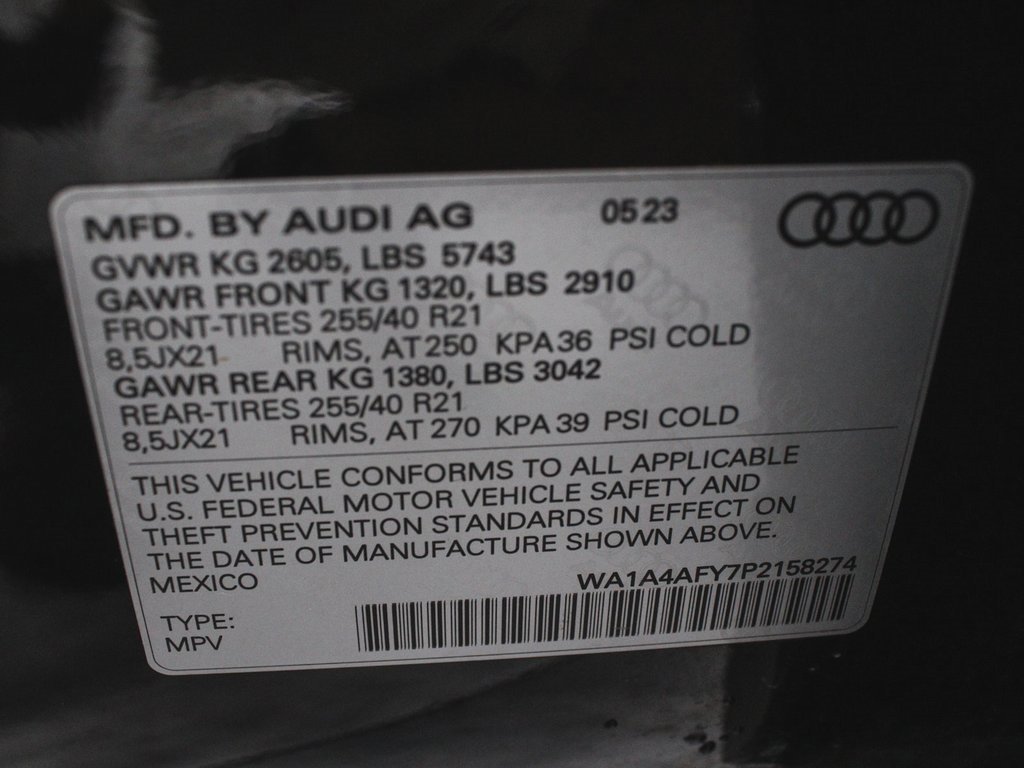 MFD. BY AUDI AG 05 23
GVWR KG 2605, LBS 5743
GAWR FRONT KG 1320, LBS 2910
FRONT-TIRES 255/40 R21
8,5JX21 RIMS, AT 250 KPA 36 PSI COLD
GAWR REAR KG 1380, LBS 3042
REAR-TIRES 255/40 R21
8,5JX21 RIMS, AT 270 KPA 39 PSI COLD
THIS VEHICLE CONFORMS TO ALL APPLICABLE
U.S. FEDERAL MOTOR VEHICLE SAFETY AND
THEFT PREVENTION STANDARDS IN EFFECT ON
THE DATE OF MANUFACTURE SHOWN ABOVE.
MEXICO
WA1A4AFY7P2158274
TYPE:
MPV